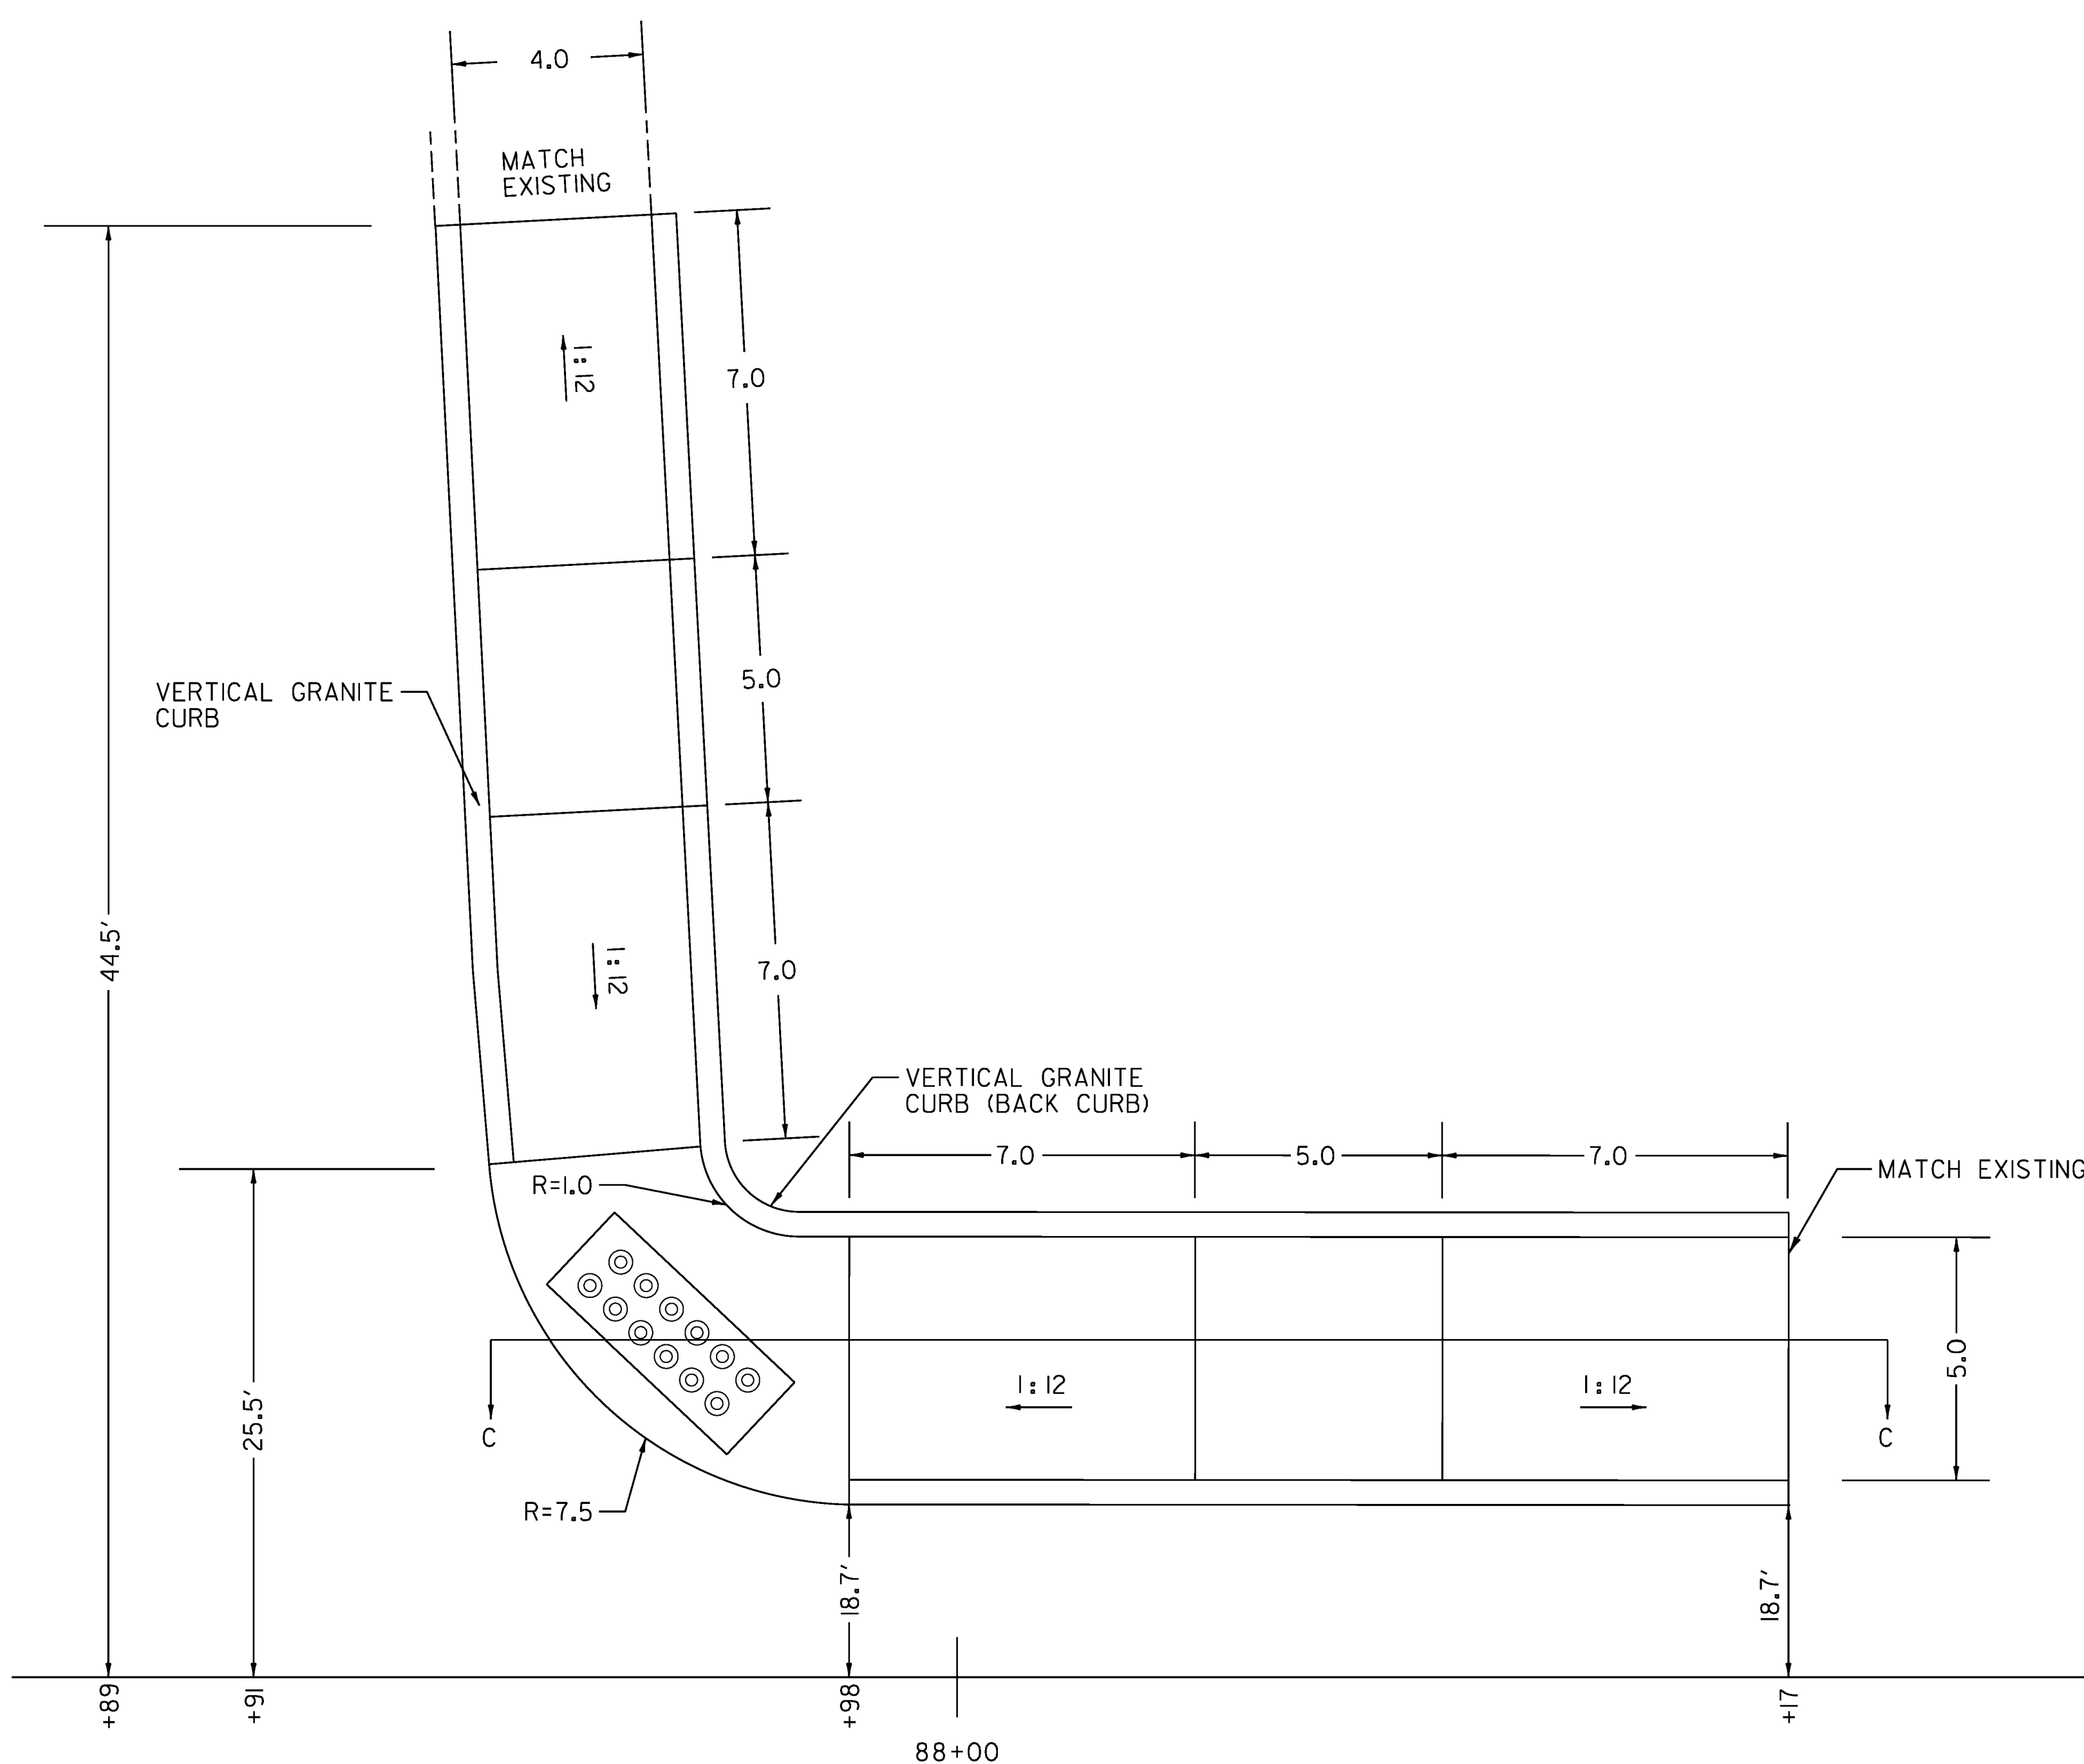 4.0
MATCH
EXISTING
1:12
7.0
5.0
VERTICAL GRANITE
CURB
44.5'
1:12
7.0
VERTICAL GRANITE
CURB (BACK CURB)
7.0
5.0
7.0
MATCH EXISTING
R=1.0
25.5'
1:12
1:12
5.0
C
C
R=7.5
18.7'
18.7'
+89
+91
+98
+17
88+00